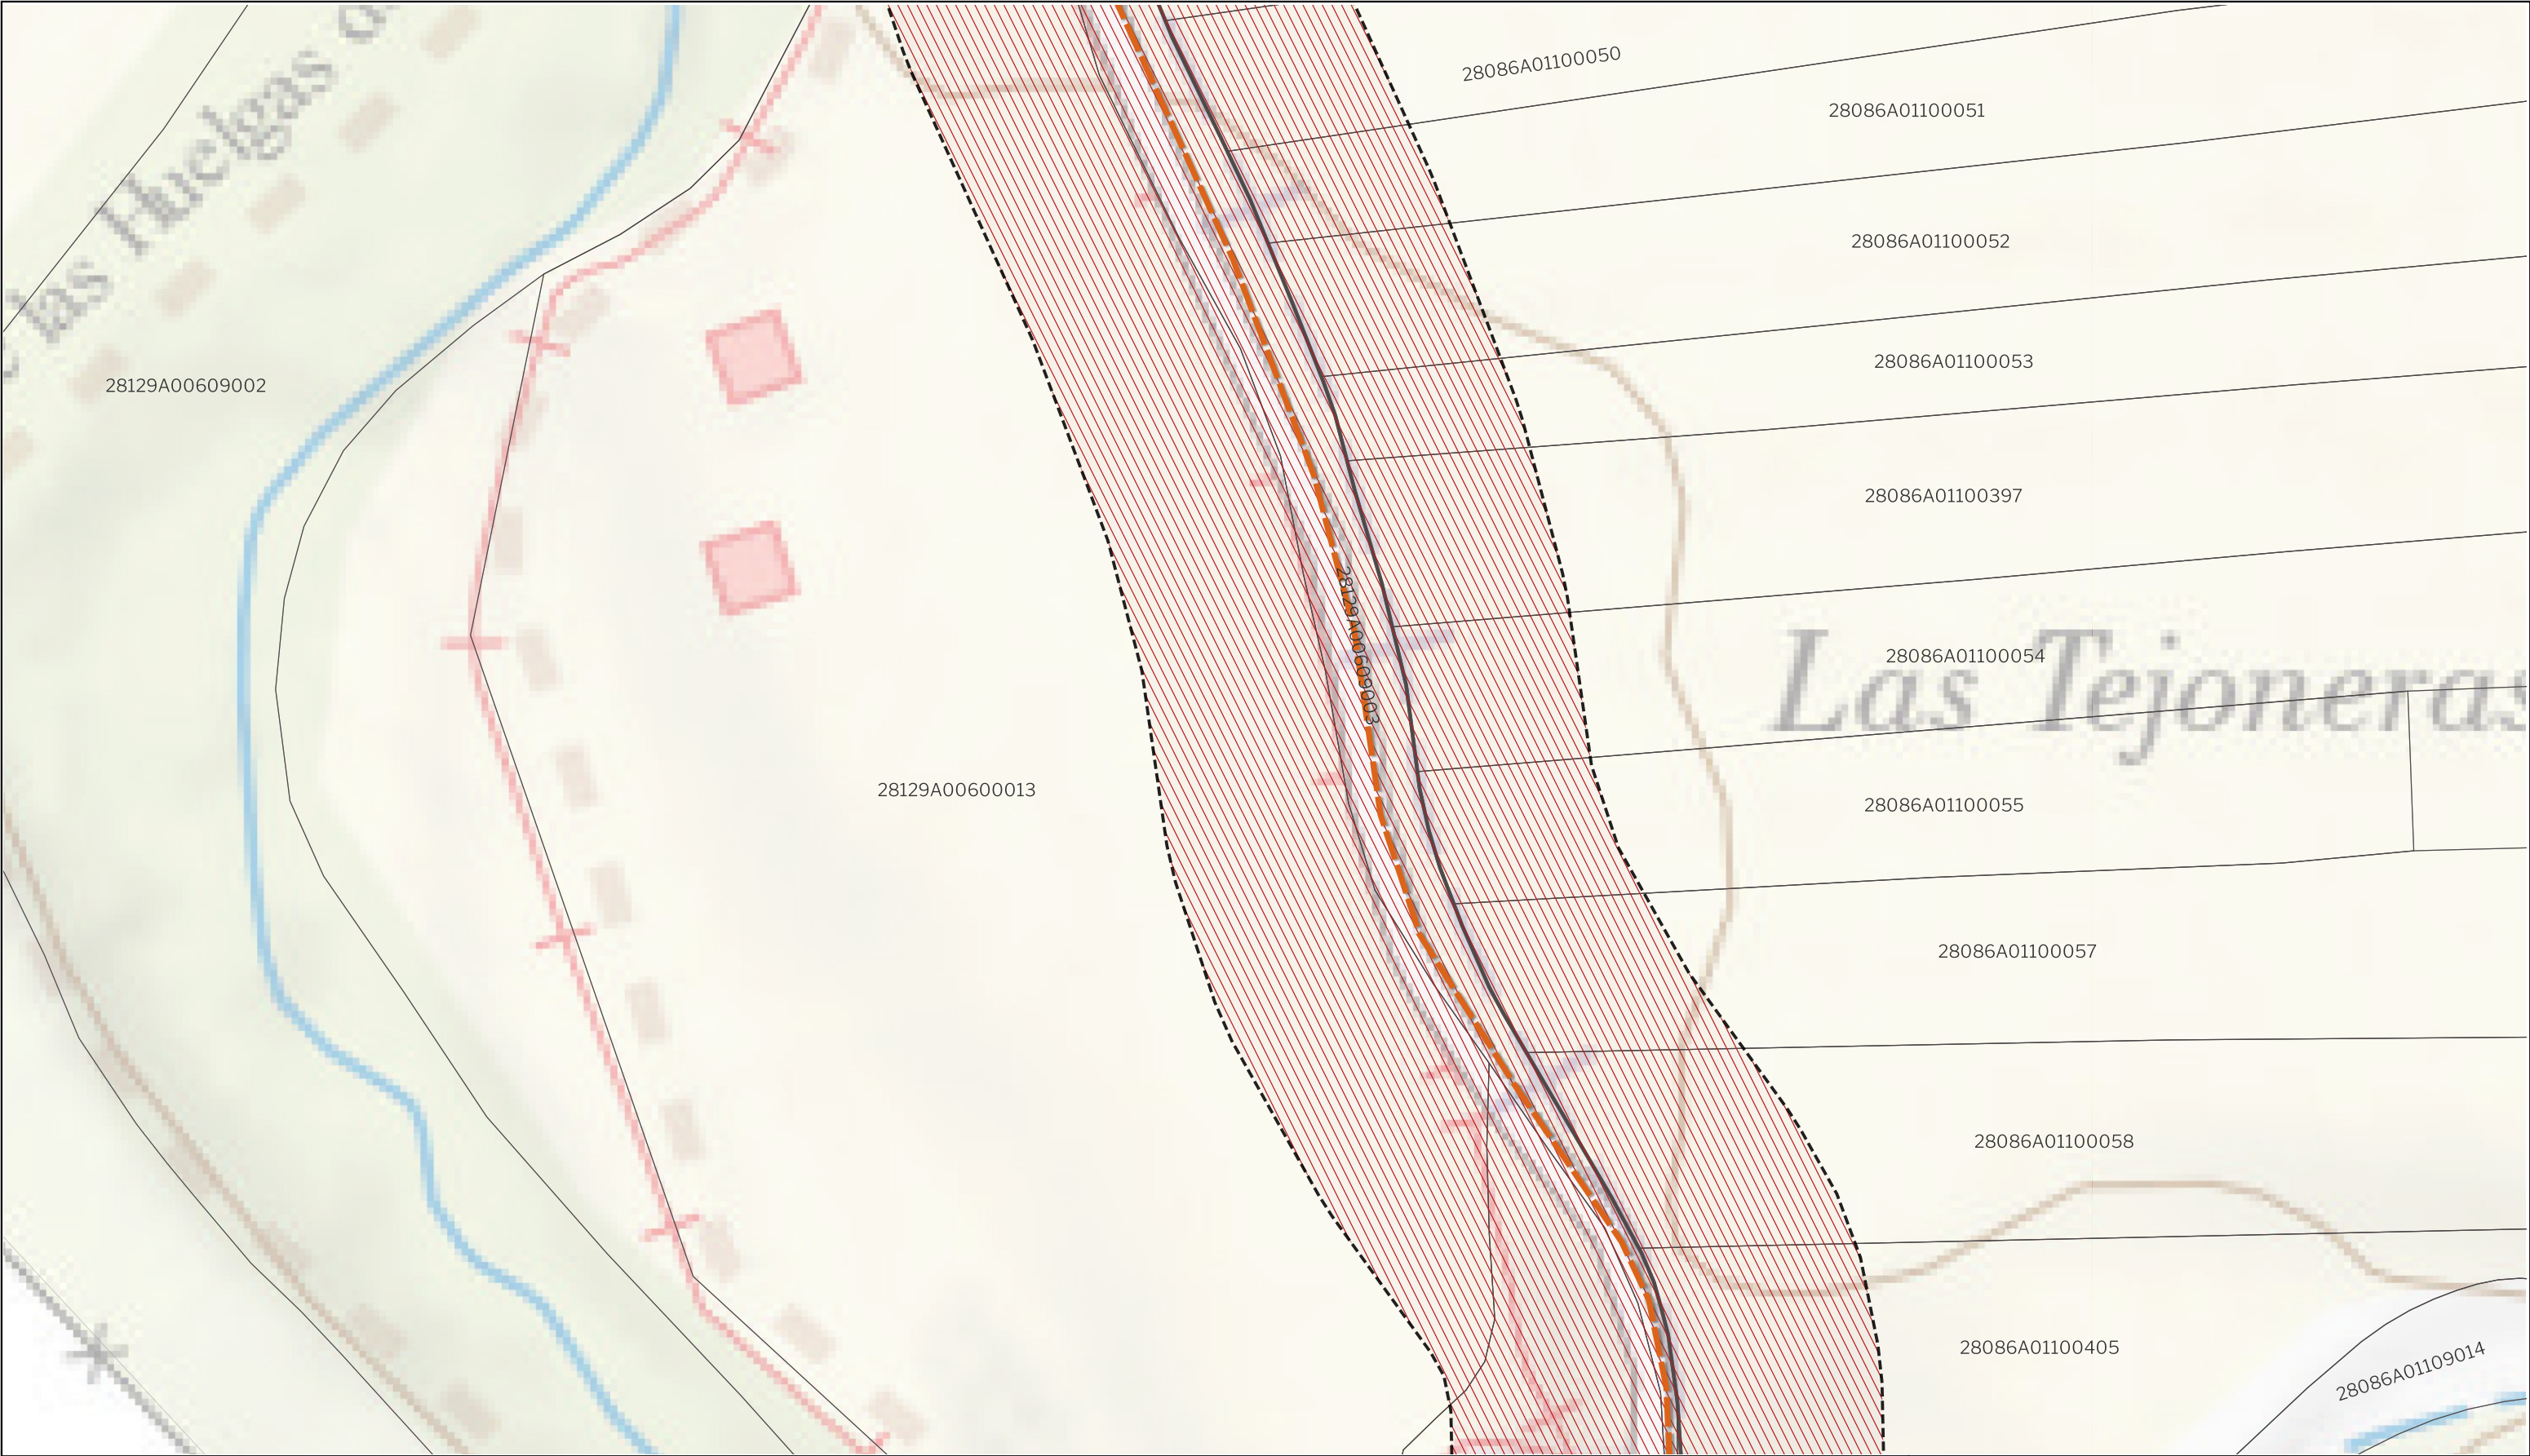 las Huelgas
28086A01100050
28086A01100051
28086A01100052
28086A01100053
28129A00609002
28086A01100397
28129A00609003
28086A01100054
Las Tejoneras
28129A00600013
28086A01100055
28086A01100057
28086A01100058
28086A01100405
28086A01109014